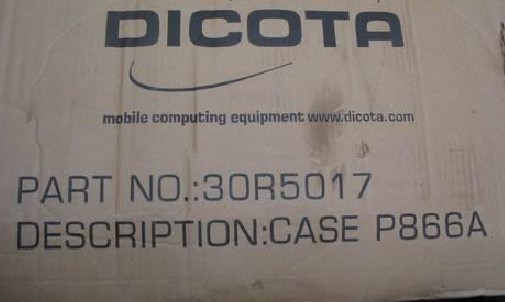 DICOTA
mobile computing equipment www.dicota.com
PART NO.:30R5017
DESCRIPTION:CASE P866A